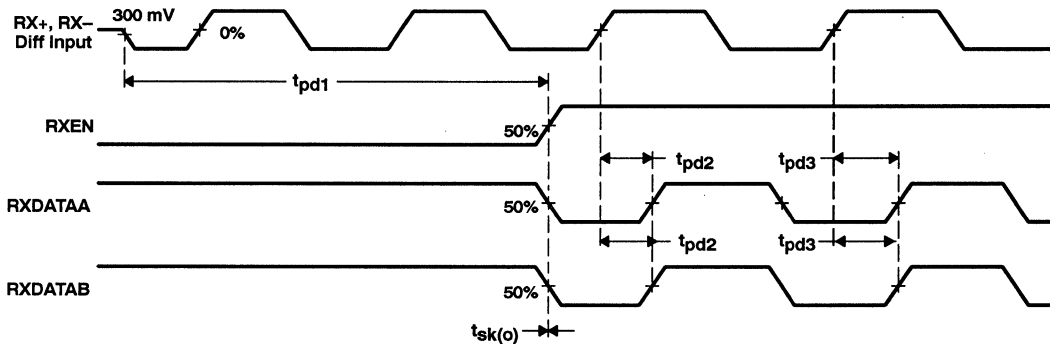 RX+, RX–
Diff Input
300 mV
0%
tpd1
RXEN
50%
tpd2
tpd3
RXDATAA
50%
tpd2
tpd3
RXDATAB
50%
tsk(o)